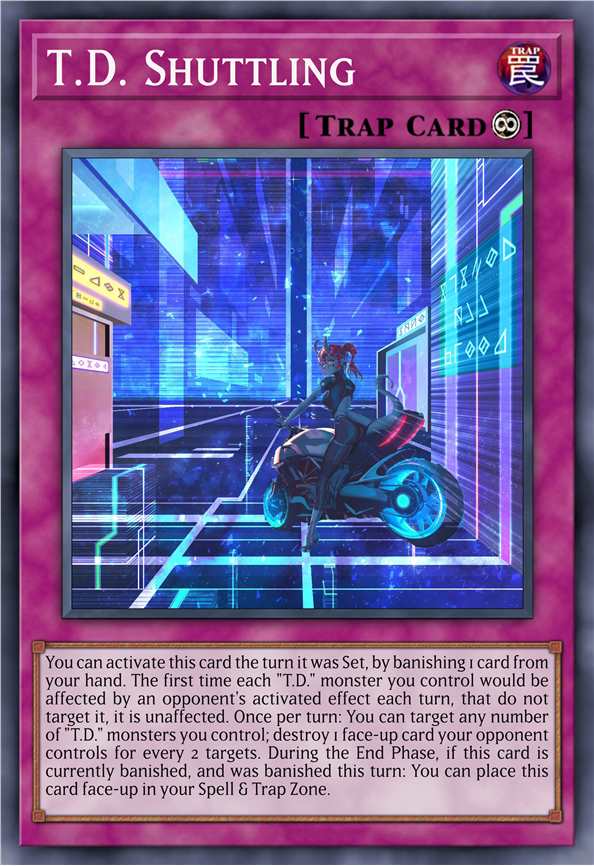 T.D. Shuttling
TRAP
罠
[Trap Card]
You can activate this card the turn it was Set, by banishing 1 card from
your hand. The first time each "T.D." monster you control would be
affected by an opponent's activated effect each turn, that do not
target it, it is unaffected. Once per turn: You can target any number
of "T.D." monsters you control; destroy 1 face-up card your opponent
controls for every 2 targets. During the End Phase, if this card is
currently banished, and was banished this turn: You can place this
card face-up in your Spell & Trap Zone.